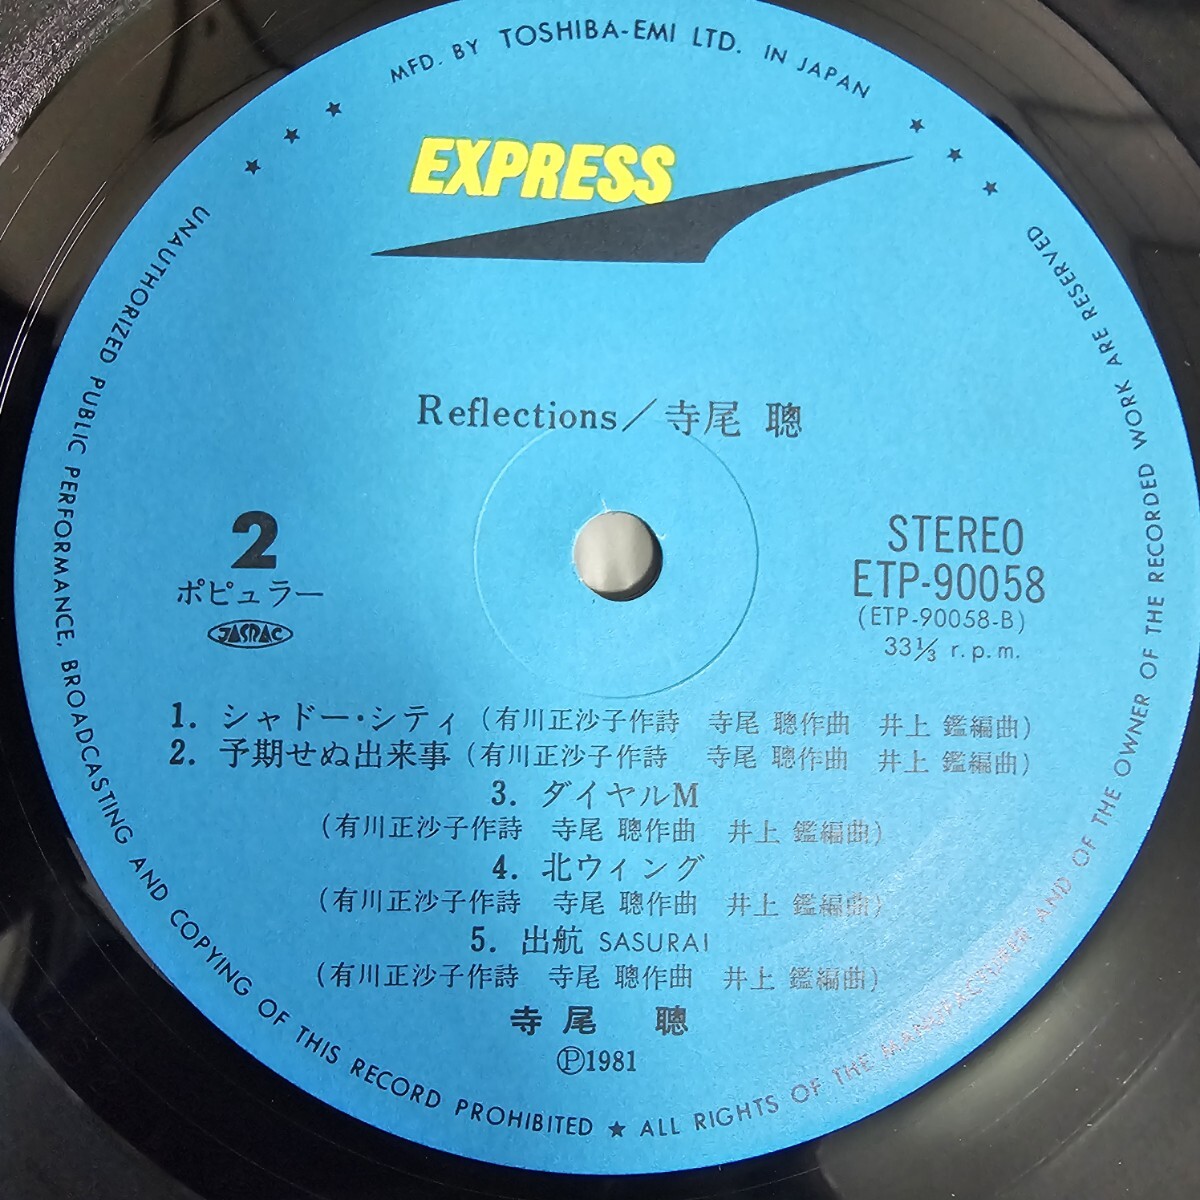 MFD. BY TOSHIBA-EMI LTD. IN JAPAN
★ ★ ★ ★ ★ ★
EXPRESS
Reflections／寺尾 聰
2
ポピュラー
JASRAC
STEREO
ETP-90058
(ETP-90058-B)
33⅓ r.p.m.
1. シャドー・シティ (有川正沙子作詩 寺尾 聰作曲 井上 鑑編曲)
2. 予期せぬ出来事 (有川正沙子作詩 寺尾 聰作曲 井上 鑑編曲)
3. ダイヤルM
(有川正沙子作詩 寺尾 聰作曲 井上 鑑編曲)
4. 北ウィング
(有川正沙子作詩 寺尾 聰作曲 井上 鑑編曲)
5. 出航 SASURAI
(有川正沙子作詩 寺尾 聰作曲 井上 鑑編曲)
寺尾 聰
Ⓟ1981
UNAUTHORIZED PUBLIC PERFORMANCE, BROADCASTING AND COPYING OF THIS RECORD PROHIBITED ★ ALL RIGHTS OF THE MANUFACTURER AND OF THE OWNER OF THE RECORDED WORK ARE RESERVED